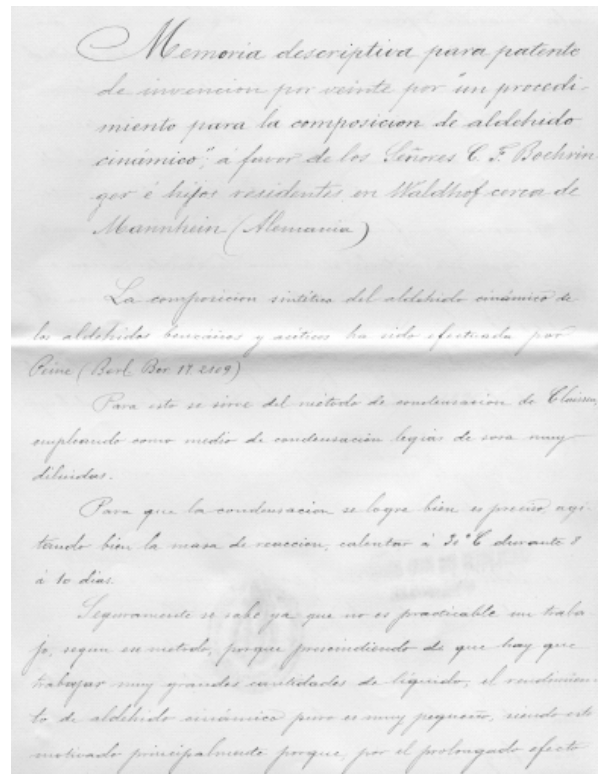 Memoria descriptiva para patente
de invencion por veinte por "un procedi-
miento para la composicion de aldehido
cinámico"; á favor de los Señores C. F. Boehrin
ger é hijos residentes en Waldhof cerca de
Mannhein (Alemania)
La composicion sintética del aldehido cinámico de
los aldehidos benzóicos y acéticos ha sido efectuada por
Peine (Berl. Ber. 17. 2109)
Para esto se sirve del método de condensacion de Claissen,
empleando como medio de condensacion legias de sosa muy
diluidas.
Para que la condensacion se logre bien es preciso, agi-
tando bien la masa de reaccion, calentar á 30° C durante 8
á 10 dias.
Seguramente se sabe ya que no es practicable un traba
jo, segun su metodo, porque prescindiendo de que hay que
trabajar muy grandes cantidades de liquido, el rendimien-
to de aldehido cinámico puro es muy pequeño, siendo esto
motivado principalmente porque, por el prolongado efecto